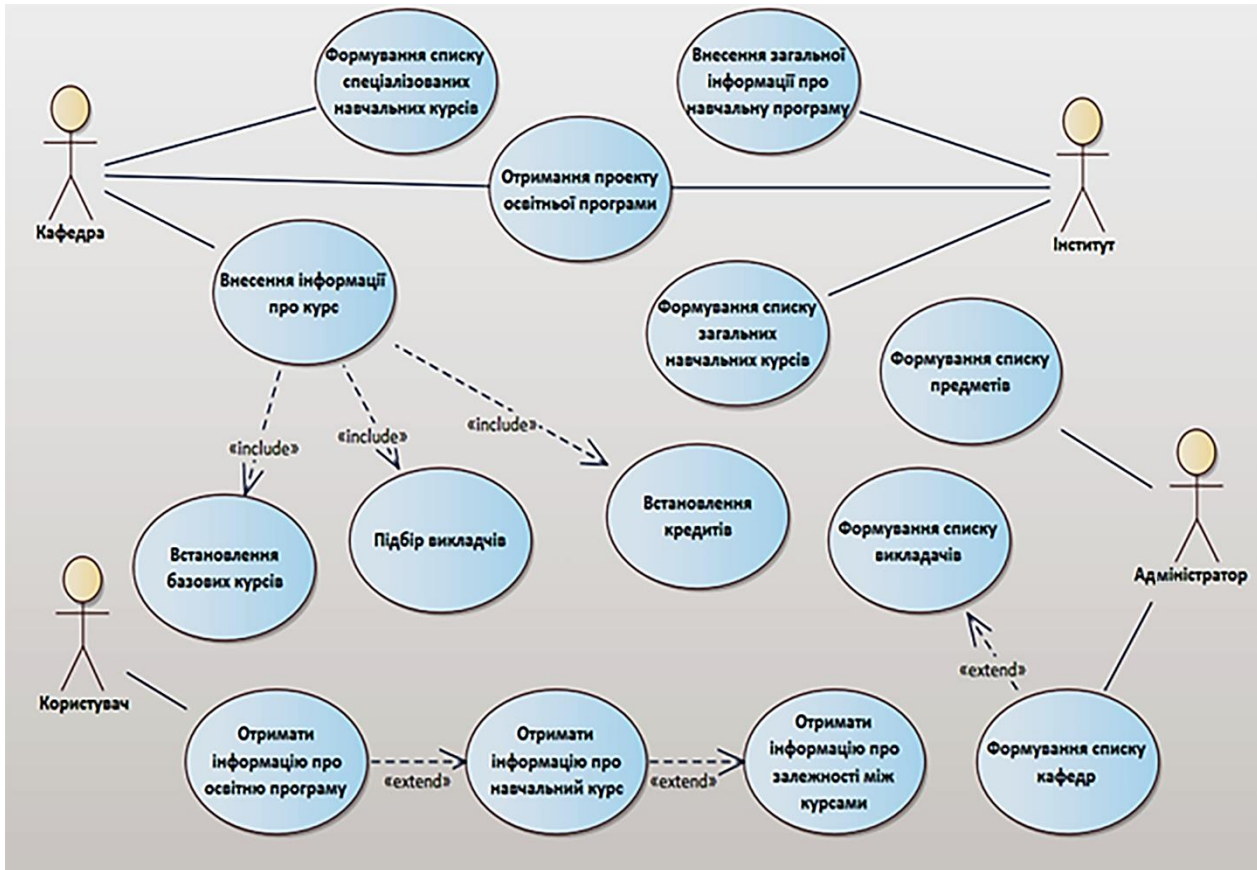 Формування списку
спеціалізованих
навчальних курсів
Внесення загальної
інформації про
навчальну програму
Отримання проекту
освітньої програми
Кафедра
Інститут
Внесення інформації
про курс
Формування списку
загальних
навчальних курсів
Формування списку
предметів
«include»
«include»
«include»
Встановлення
базових курсів
Підбір викладчів
Встановлення
кредитів
Формування списку
викладачів
Адміністратор
«extend»
Користувач
Отримати
інформацію про
освітню програму
«extend»
Отримати
інформацію про
навчальний курс
«extend»
Отримати
інформацію про
залежності між
курсами
Формування списку
кафедр